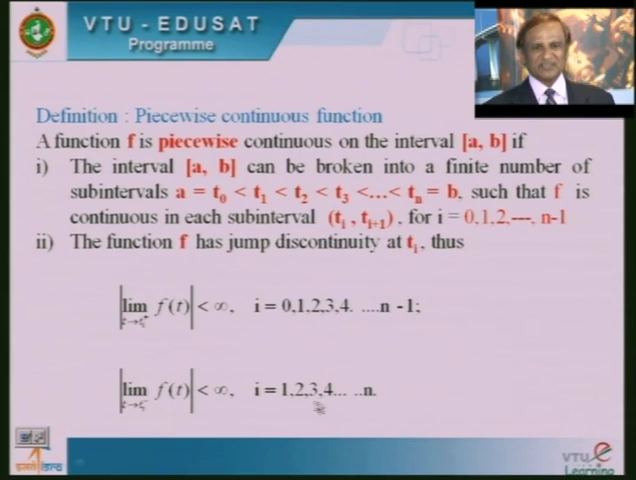 VTU - EDUSAT
Programme
Definition : Piecewise continuous function
A function f is piecewise continuous on the interval [a, b] if
i) The interval [a, b] can be broken into a finite number of
subintervals a = t₀ < t₁ < t₂ < t₃ <...< tₙ = b, such that f is
continuous in each subinterval (tᵢ , tᵢ₊₁) , for i = 0,1,2,---, n-1
ii) The function f has jump discontinuity at tᵢ, thus
|lim f(t)| < ∞, i = 0,1,2,3,4. ....n -1;
|lim f(t)| < ∞, i = 1,2,3,4... ..n.
VTU e
Learning